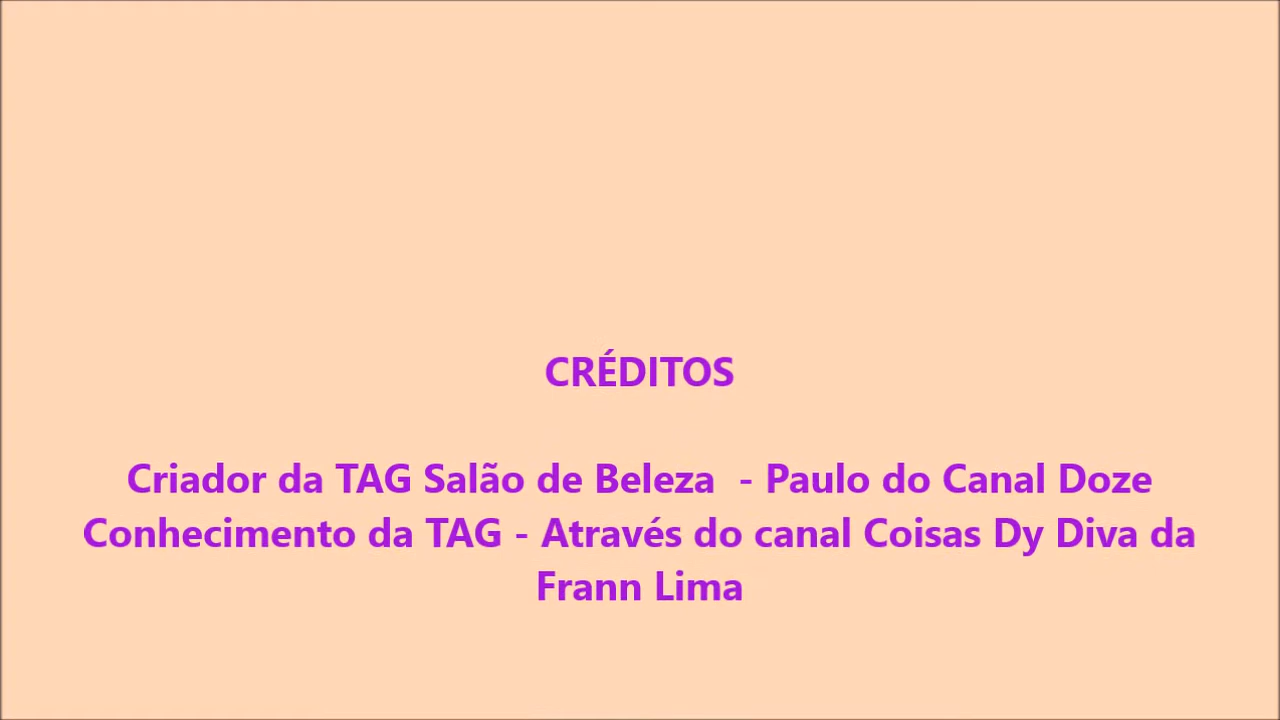 CRÉDITOS
Criador da TAG Salão de Beleza  - Paulo do Canal Doze
Conhecimento da TAG - Através do canal Coisas Dy Diva da
Frann Lima